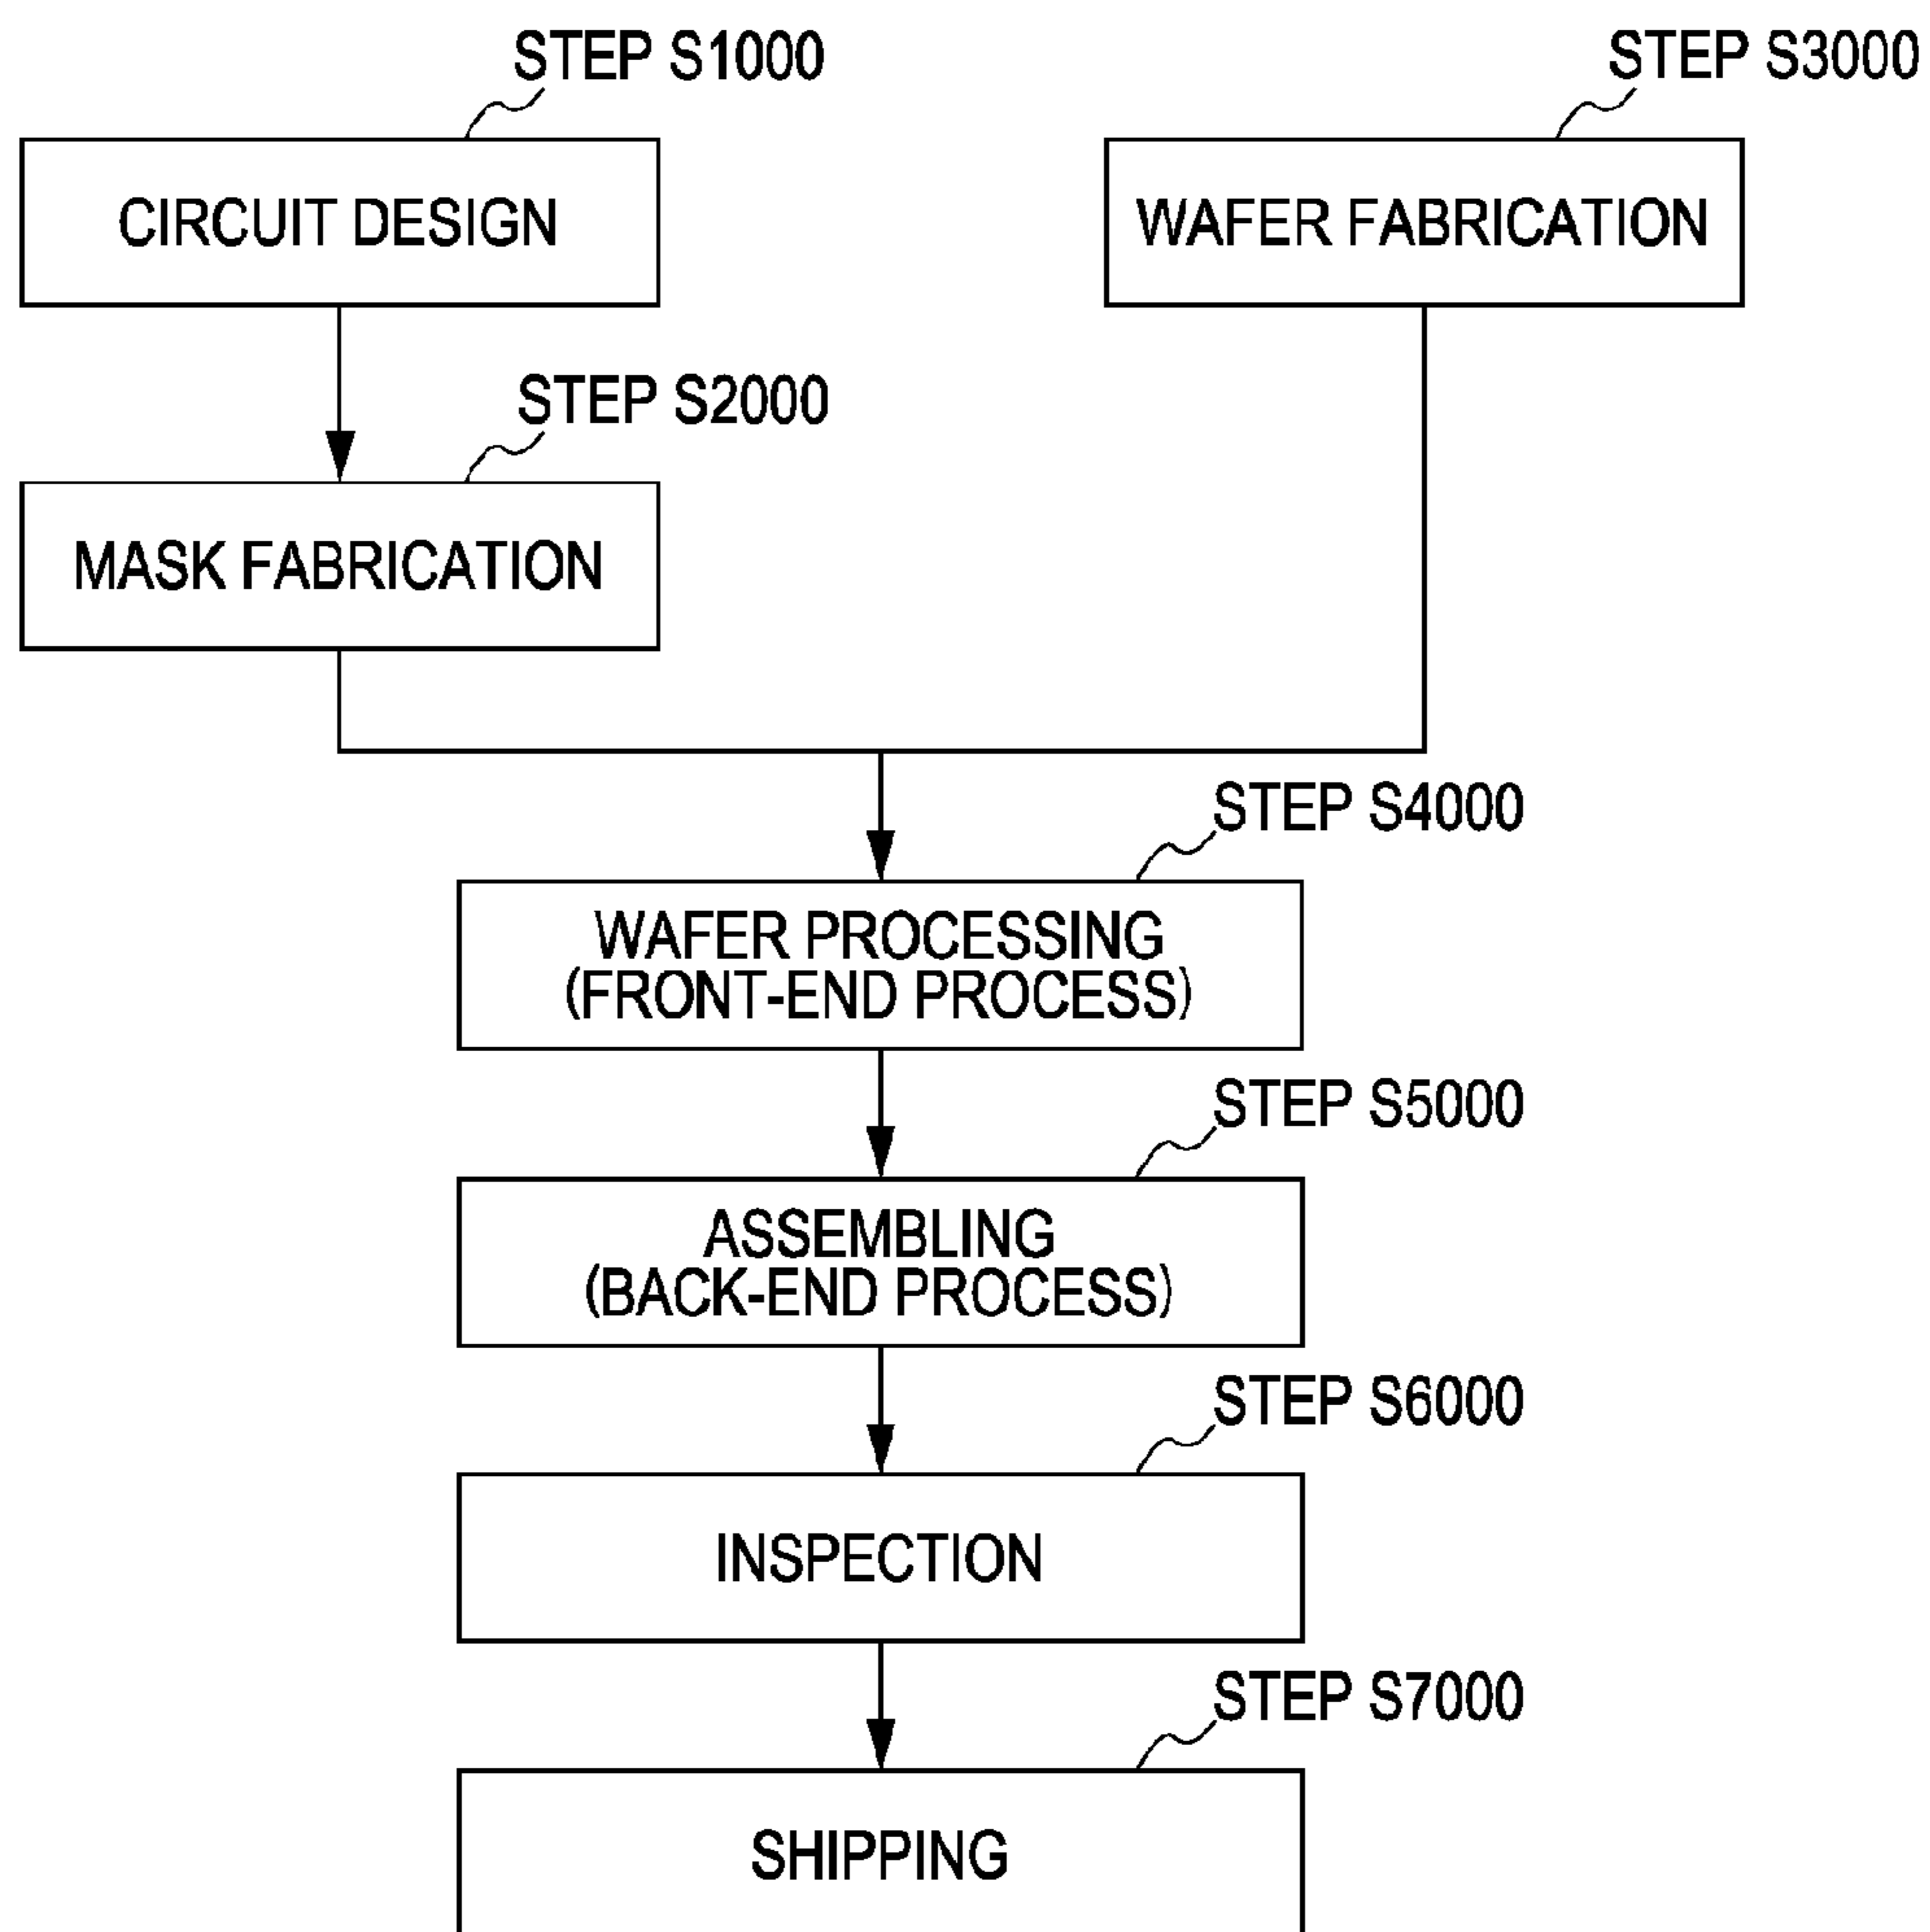 STEP S1000
STEP S3000
CIRCUIT DESIGN
WAFER FABRICATION
STEP S2000
MASK FABRICATION
STEP S4000
WAFER PROCESSING
(FRONT-END PROCESS)
STEP S5000
ASSEMBLING
(BACK-END PROCESS)
STEP S6000
INSPECTION
STEP S7000
SHIPPING